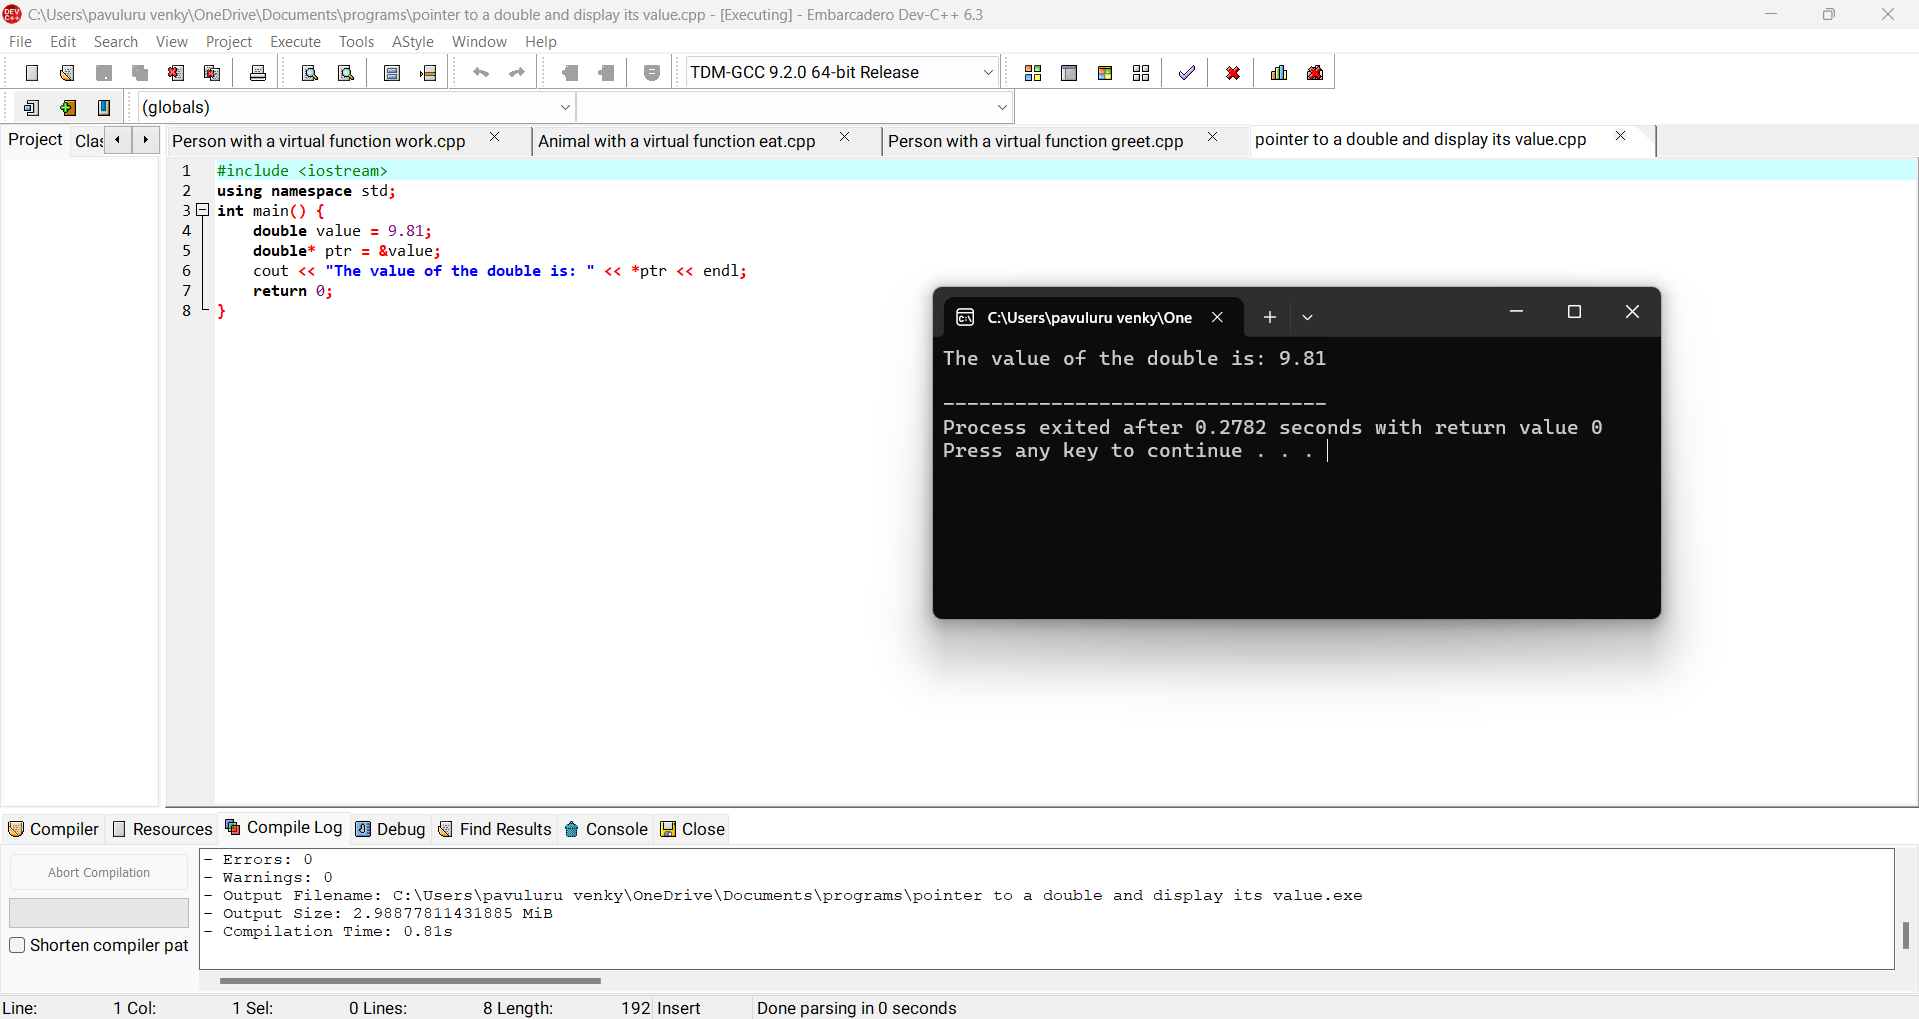 C:\Users\pavuluru venky\OneDrive\Documents\programs\pointer to a double and display its value.cpp - [Executing] - Embarcadero Dev-C++ 6.3
File Edit Search View Project Execute Tools AStyle Window Help
TDM-GCC 9.2.0 64-bit Release
(globals)
Project Clas Person with a virtual function work.cpp Animal with a virtual function eat.cpp Person with a virtual function greet.cpp pointer to a double and display its value.cpp
1 #include <iostream>
2 using namespace std;
3 int main() {
4 double value = 9.81;
5 double* ptr = &value;
6 cout << "The value of the double is: " << *ptr << endl;
7 return 0;
8 }
C:\Users\pavuluru venky\One
The value of the double is: 9.81
--------------------------------
Process exited after 0.2782 seconds with return value 0
Press any key to continue . . .
Compiler Resources Compile Log Debug Find Results Console Close
Abort Compilation
Shorten compiler pat
- Errors: 0
- Warnings: 0
- Output Filename: C:\Users\pavuluru venky\OneDrive\Documents\programs\pointer to a double and display its value.exe
- Output Size: 2.98877811431885 MiB
- Compilation Time: 0.81s
Line: 1 Col: 1 Sel: 0 Lines: 8 Length: 192 Insert Done parsing in 0 seconds